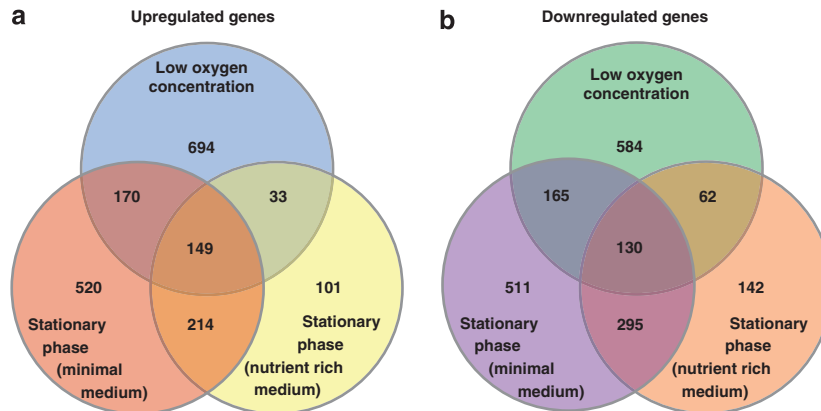 a
Upregulated genes
Low oxygen
concentration
694
170
33
149
520
101
214
Stationary
phase
(minimal
medium)
Stationary
phase
(nutrient rich
medium)
b
Downregulated genes
Low oxygen
concentration
584
165
62
130
511
142
295
Stationary
phase
(minimal
medium)
Stationary
phase
(nutrient rich
medium)